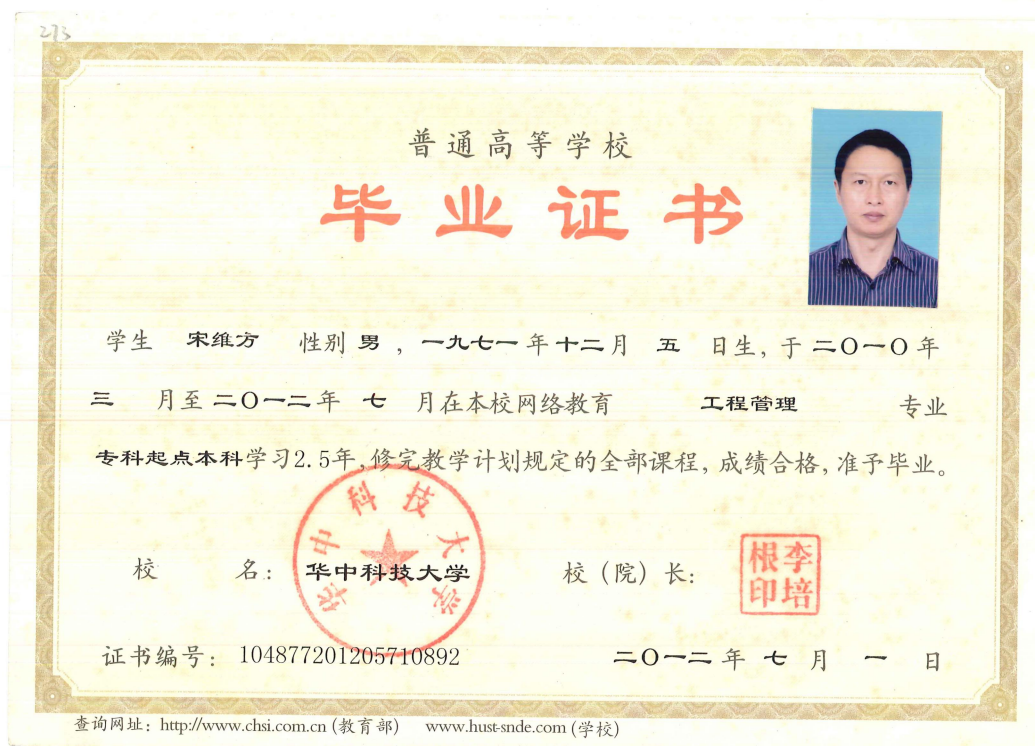 273
普通高等学校
毕业证书
学生 宋维方 性别 男 , 一九七一年十二月 五 日生, 于 二〇一〇年
三 月至 二〇一二年 七 月在本校网络教育 工程管理 专业
专科起点本科学习2.5年, 修完教学计划规定的全部课程, 成绩合格, 准予毕业。
校 名: 华中科技大学 校（院）长:
华中科技大学
李培根印
证书编号: 104877201205710892 二〇一二年 七 月 一 日
查询网址: http://www.chsi.com.cn (教育部) www.hust-snde.com (学校)